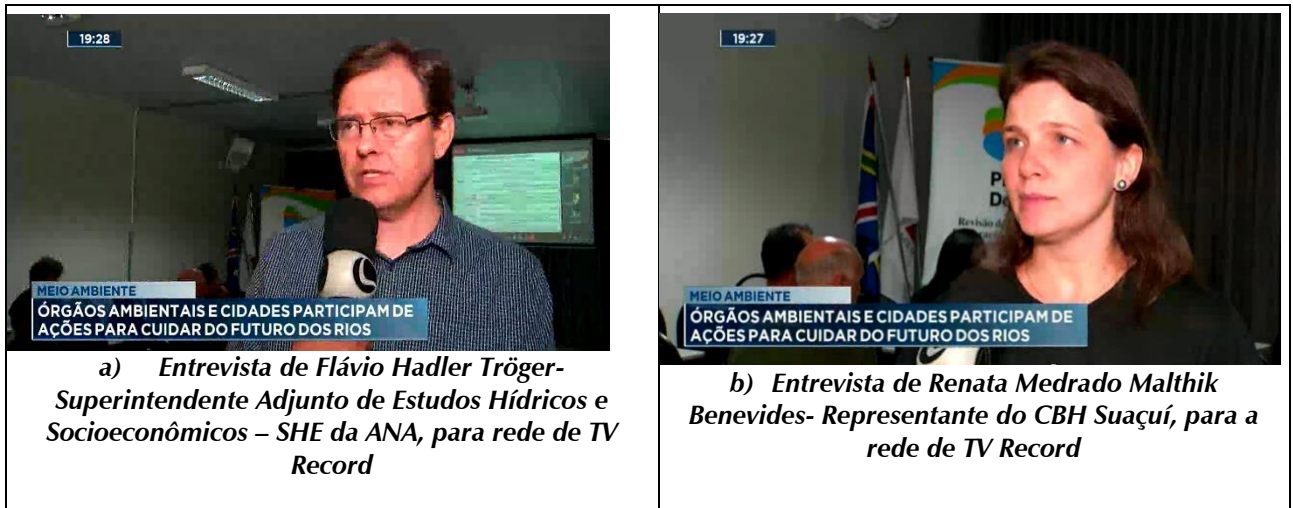 19:28
MEIO AMBIENTE
ÓRGÃOS AMBIENTAIS E CIDADES PARTICIPAM DE
AÇÕES PARA CUIDAR DO FUTURO DOS RIOS
a) Entrevista de Flávio Hadler Tröger-
Superintendente Adjunto de Estudos Hídricos e
Socioeconômicos – SHE da ANA, para rede de TV
Record
19:27
Revisão
MEIO AMBIENTE
ÓRGÃOS AMBIENTAIS E CIDADES PARTICIPAM DE
AÇÕES PARA CUIDAR DO FUTURO DOS RIOS
b) Entrevista de Renata Medrado Malthik
Benevides- Representante do CBH Suaçuí, para a
rede de TV Record